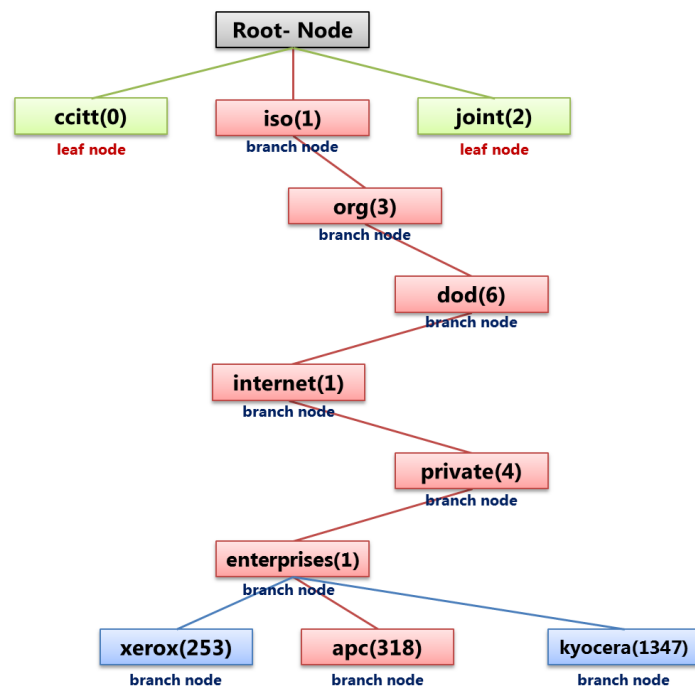 Root- Node
ccitt(0)
iso(1)
joint(2)
leaf node
branch node
leaf node
org(3)
branch node
dod(6)
branch node
internet(1)
branch node
private(4)
branch node
enterprises(1)
branch node
xerox(253)
apc(318)
kyocera(1347)
branch node
branch node
branch node